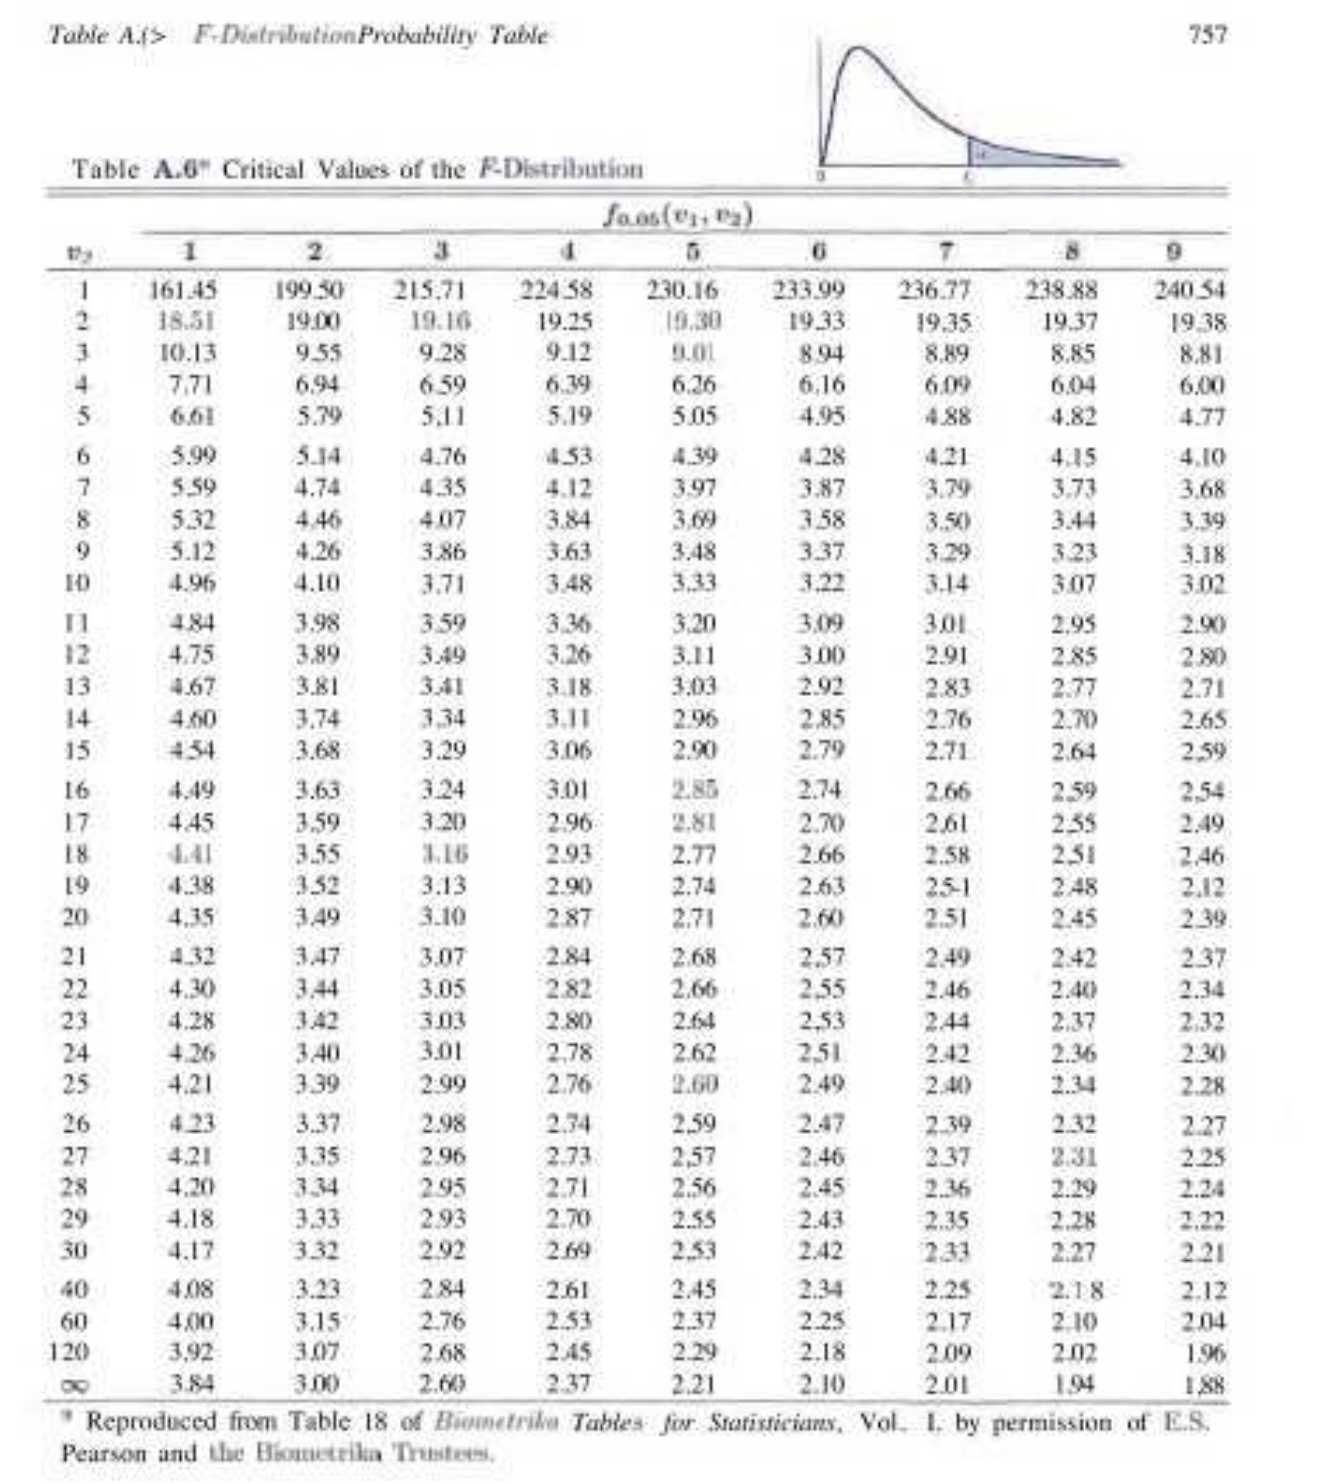 Table A.(> F-Distribution Probability Table 757
Table A.6* Critical Values of the F-Distribution
f0.05(v1, v2)
v2 1 2 3 4 5 6 7 8 9
1 161.45 199.50 215.71 224.58 230.16 233.99 236.77 238.88 240.54
2 18.51 19.00 19.16 19.25 19.30 19.33 19.35 19.37 19.38
3 10.13 9.55 9.28 9.12 9.01 8.94 8.89 8.85 8.81
4 7.71 6.94 6.59 6.39 6.26 6.16 6.09 6.04 6.00
5 6.61 5.79 5.11 5.19 5.05 4.95 4.88 4.82 4.77
6 5.99 5.14 4.76 4.53 4.39 4.28 4.21 4.15 4.10
7 5.59 4.74 4.35 4.12 3.97 3.87 3.79 3.73 3.68
8 5.32 4.46 4.07 3.84 3.69 3.58 3.50 3.44 3.39
9 5.12 4.26 3.86 3.63 3.48 3.37 3.29 3.23 3.18
10 4.96 4.10 3.71 3.48 3.33 3.22 3.14 3.07 3.02
11 4.84 3.98 3.59 3.36 3.20 3.09 3.01 2.95 2.90
12 4.75 3.89 3.49 3.26 3.11 3.00 2.91 2.85 2.80
13 4.67 3.81 3.41 3.18 3.03 2.92 2.83 2.77 2.71
14 4.60 3.74 3.34 3.11 2.96 2.85 2.76 2.70 2.65
15 4.54 3.68 3.29 3.06 2.90 2.79 2.71 2.64 2.59
16 4.49 3.63 3.24 3.01 2.85 2.74 2.66 2.59 2.54
17 4.45 3.59 3.20 2.96 2.81 2.70 2.61 2.55 2.49
18 4.41 3.55 3.16 2.93 2.77 2.66 2.58 2.51 2.46
19 4.38 3.52 3.13 2.90 2.74 2.63 25-1 2.48 2.12
20 4.35 3.49 3.10 2.87 2.71 2.60 2.51 2.45 2.39
21 4.32 3.47 3.07 2.84 2.68 2.57 2.49 2.42 2.37
22 4.30 3.44 3.05 2.82 2.66 2.55 2.46 2.40 2.34
23 4.28 3.42 3.03 2.80 2.64 2.53 2.44 2.37 2.32
24 4.26 3.40 3.01 2.78 2.62 2.51 2.42 2.36 2.30
25 4.21 3.39 2.99 2.76 2.60 2.49 2.40 2.34 2.28
26 4.23 3.37 2.98 2.74 2.59 2.47 2.39 2.32 2.27
27 4.21 3.35 2.96 2.73 2.57 2.46 2.37 2.31 2.25
28 4.20 3.34 2.95 2.71 2.56 2.45 2.36 2.29 2.24
29 4.18 3.33 2.93 2.70 2.55 2.43 2.35 2.28 2.22
30 4.17 3.32 2.92 2.69 2.53 2.42 2.33 2.27 2.21
40 4.08 3.23 2.84 2.61 2.45 2.34 2.25 2.18 2.12
60 4.00 3.15 2.76 2.53 2.37 2.25 2.17 2.10 2.04
120 3.92 3.07 2.68 2.45 2.29 2.18 2.09 2.02 1.96
∞ 3.84 3.00 2.60 2.37 2.21 2.10 2.01 1.94 1.88
* Reproduced from Table 18 of Biometrika Tables for Statisticians, Vol. I, by permission of E.S.
Pearson and the Biometrika Trustees.